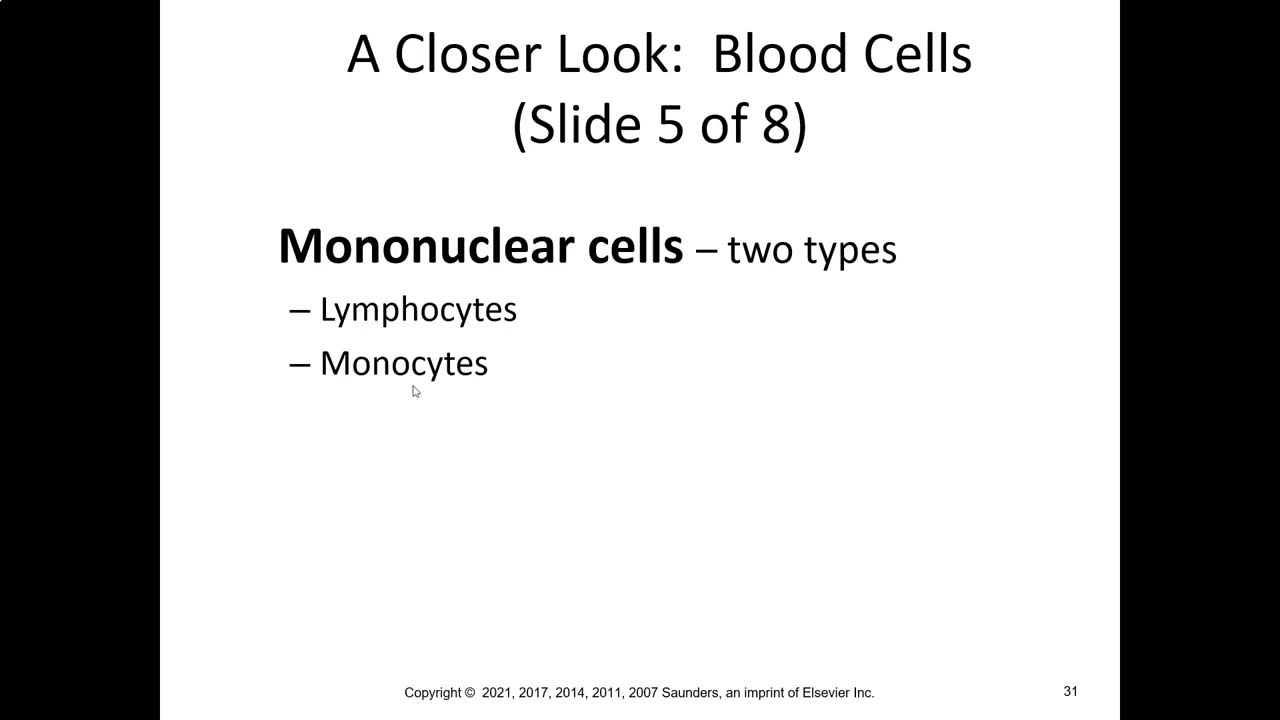 A Closer Look:  Blood Cells
(Slide 5 of 8)
Mononuclear cells – two types
– Lymphocytes
– Monocytes
Copyright ©  2021, 2017, 2014, 2011, 2007 Saunders, an imprint of Elsevier Inc.
31